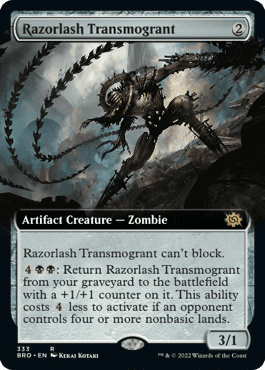 Razorlash Transmogrant 2
Artifact Creature — Zombie
Razorlash Transmogrant can't block.
4BB: Return Razorlash Transmogrant
from your graveyard to the battlefield
with a +1/+1 counter on it. This ability
costs 4 less to activate if an opponent
controls four or more nonbasic lands.
3/1
333 R
BRO • EN KEKAI KOTAKI
™ & © 2022 Wizards of the Coast